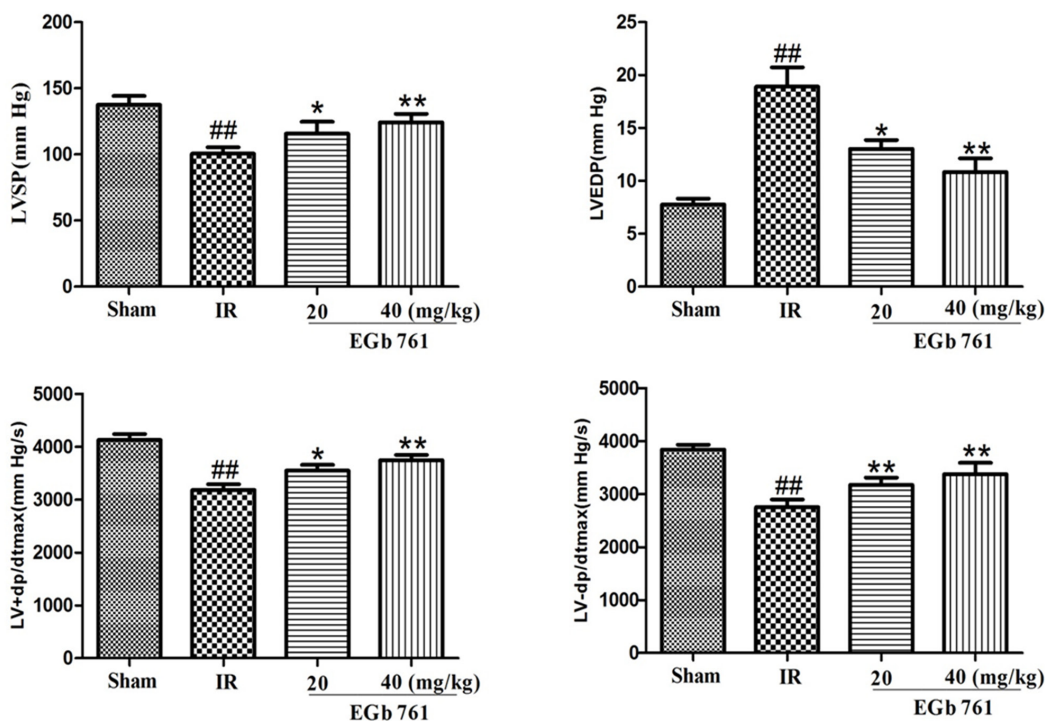 LVSP(mm Hg)
200
150
100
50
0
##
*
**
Sham IR 20 40 (mg/kg)
EGb 761
LVEDP(mm Hg)
25
20
15
10
5
0
##
*
**
Sham IR 20 40 (mg/kg)
EGb 761
LV+dp/dtmax(mm Hg/s)
5000
4000
3000
2000
1000
0
##
*
**
Sham IR 20 40 (mg/kg)
EGb 761
LV-dp/dtmax(mm Hg/s)
5000
4000
3000
2000
1000
0
##
**
**
Sham IR 20 40 (mg/kg)
EGb 761